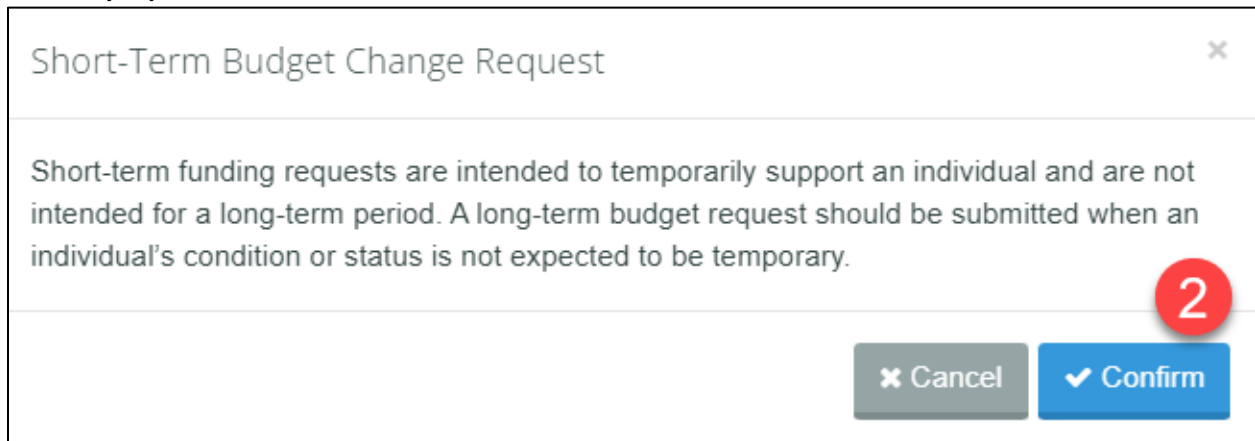 Short-Term Budget Change Request
×
Short-term funding requests are intended to temporarily support an individual and are not
intended for a long-term period. A long-term budget request should be submitted when an
individual's condition or status is not expected to be temporary.
2
✖ Cancel
✔ Confirm